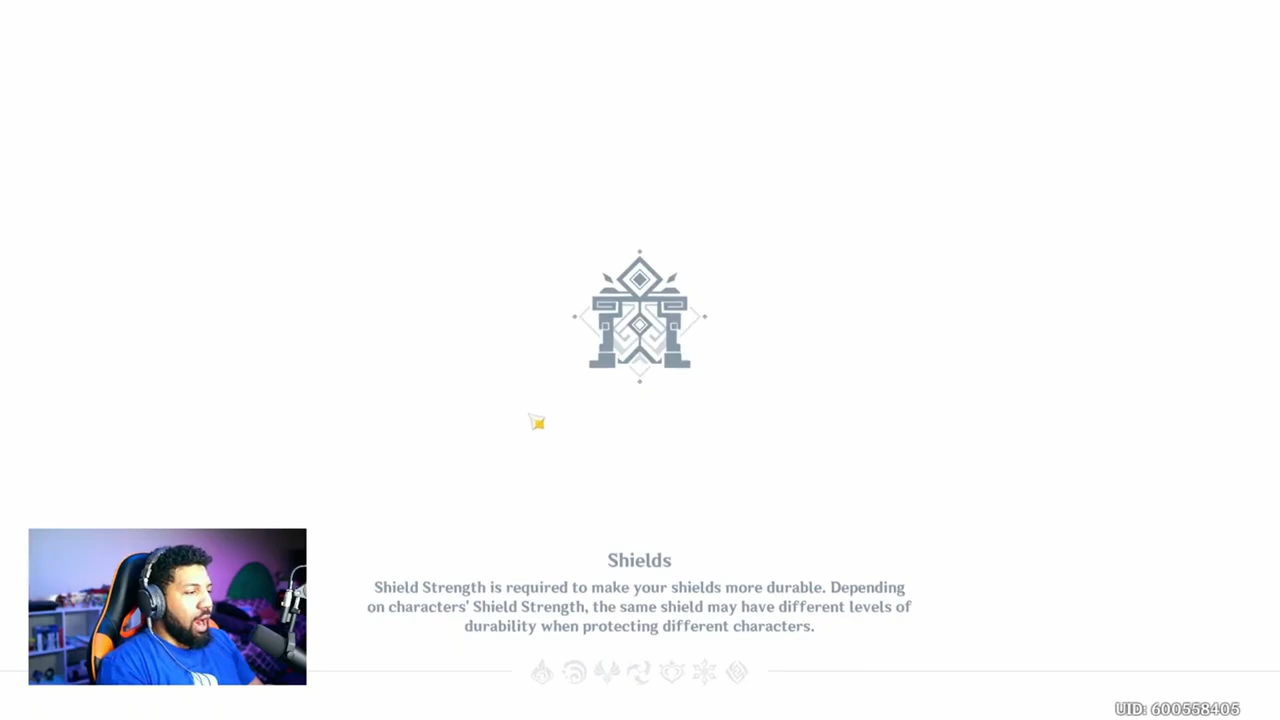 Shields
Shield Strength is required to make your shields more durable. Depending
on characters' Shield Strength, the same shield may have different levels of
durability when protecting different characters.
UID: 600558405